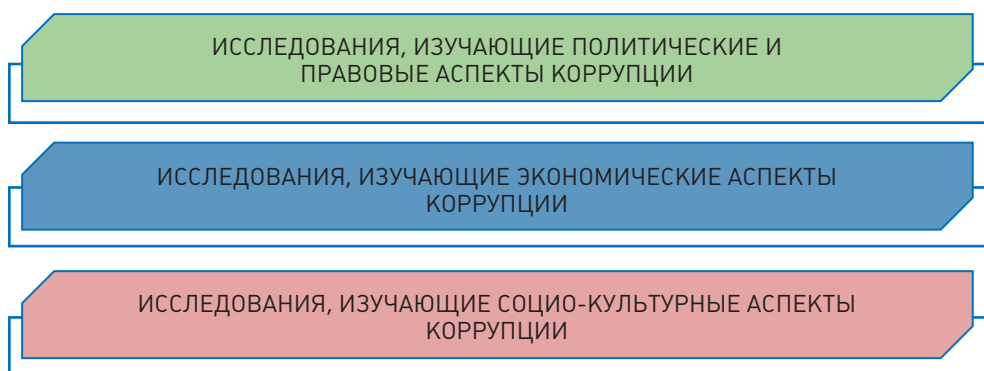 ИССЛЕДОВАНИЯ, ИЗУЧАЮЩИЕ ПОЛИТИЧЕСКИЕ И
ПРАВОВЫЕ АСПЕКТЫ КОРРУПЦИИ
ИССЛЕДОВАНИЯ, ИЗУЧАЮЩИЕ ЭКОНОМИЧЕСКИЕ АСПЕКТЫ
КОРРУПЦИИ
ИССЛЕДОВАНИЯ, ИЗУЧАЮЩИЕ СОЦИО-КУЛЬТУРНЫЕ АСПЕКТЫ
КОРРУПЦИИ